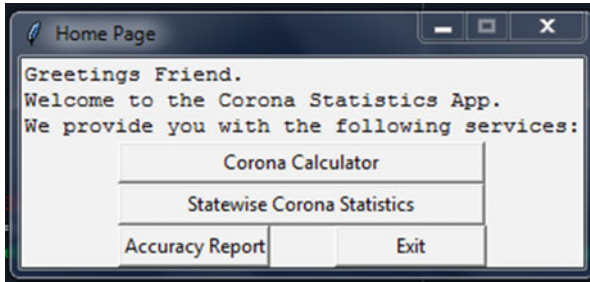 Home Page
Greetings Friend.
Welcome to the Corona Statistics App.
We provide you with the following services:
Corona Calculator
Statewise Corona Statistics
Accuracy Report Exit